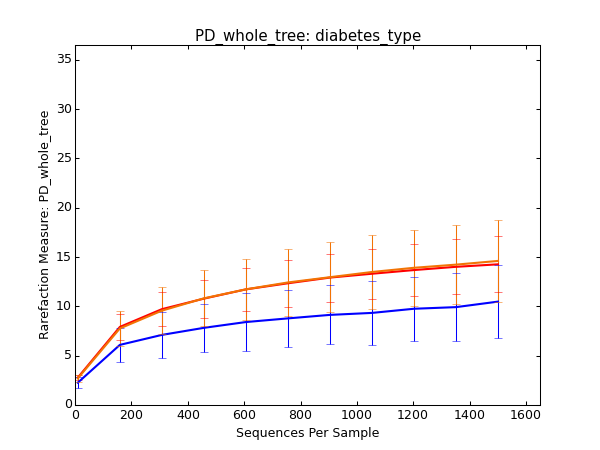 PD_whole_tree: diabetes_type
35
30
25
20
15
10
5
0
Rarefaction Measure: PD_whole_tree
0 200 400 600 800 1000 1200 1400 1600
Sequences Per Sample